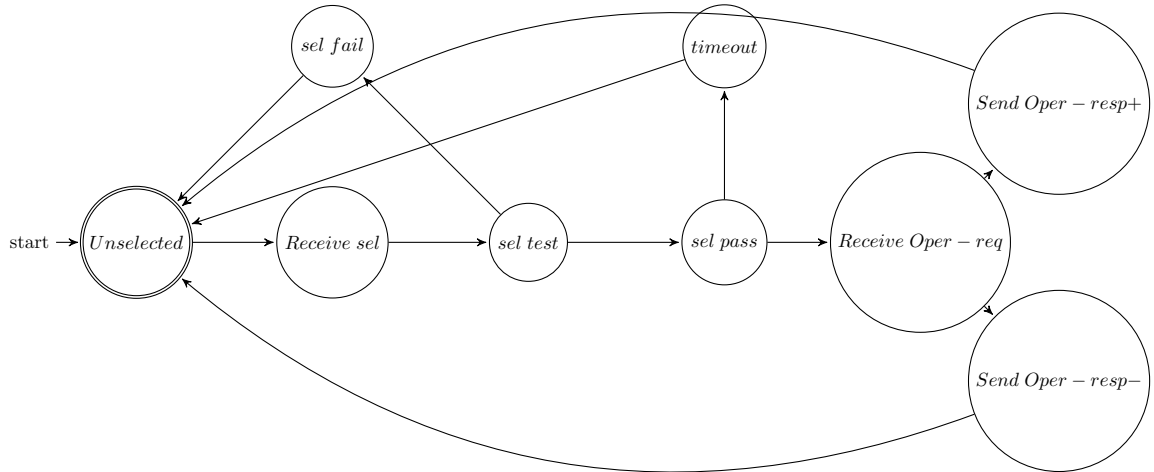 sel fail
timeout
Send Oper − resp+
start
Unselected
Receive sel
sel test
sel pass
Receive Oper − req
Send Oper − resp−